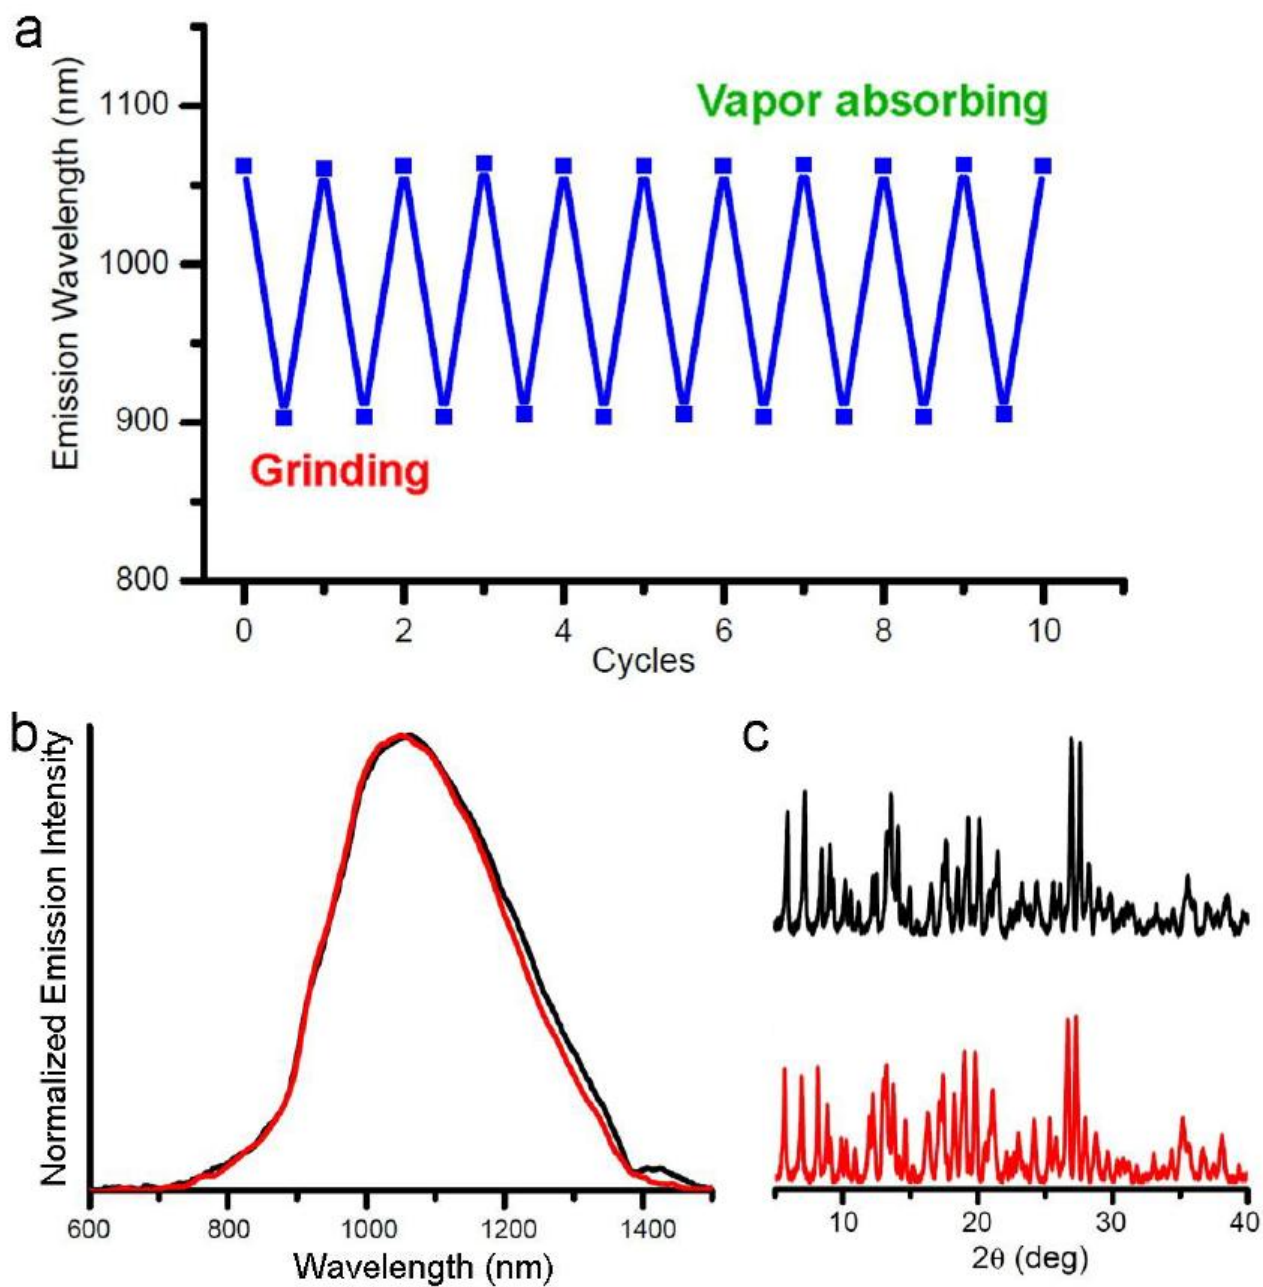 a
Emission Wavelength (nm)
1100
1000
900
800
Vapor absorbing
Grinding
0 2 4 6 8 10
Cycles
b
Normalized Emission Intensity
600 800 1000 1200 1400
Wavelength (nm)
c
10 20 30 40
2θ (deg)